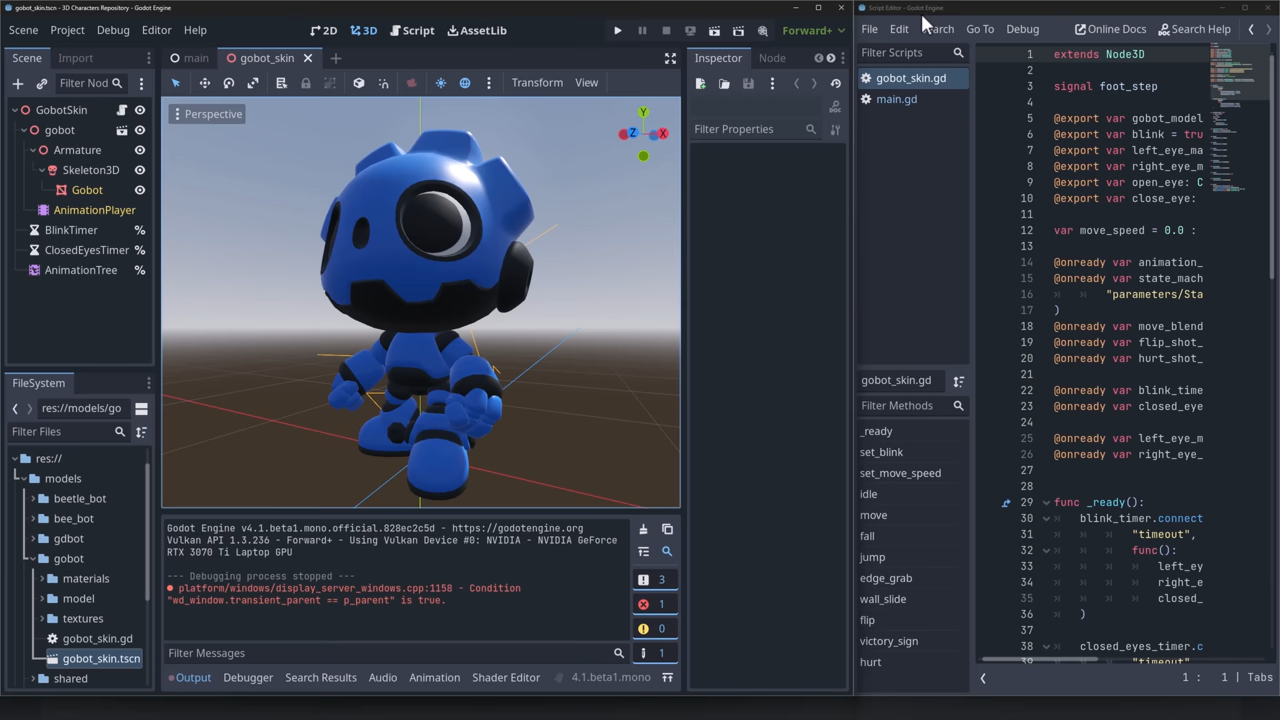 gobot_skin.tscn - 3D Characters Repository - Godot Engine
Scene Project Debug Editor Help
2D 3D Script AssetLib
Forward+
Scene Import
Filter Nod
GobotSkin
gobot
Armature
Skeleton3D
Gobot
AnimationPlayer
BlinkTimer %
ClosedEyesTimer %
AnimationTree %
FileSystem
res://models/go
Filter Files
res://
models
beetle_bot
bee_bot
gdbot
gobot
materials
model
textures
gobot_skin.gd
gobot_skin.tscn
shared
main gobot_skin
Transform View
Perspective
Y
Z X
Godot Engine v4.1.beta1.mono.official.828ec2c5d - https://godotengine.org
Vulkan API 1.3.236 - Forward+ - Using Vulkan Device #0: NVIDIA - NVIDIA GeForce
RTX 3070 Ti Laptop GPU
--- Debugging process stopped ---
platform/windows/display_server_windows.cpp:1158 - Condition
"wd_window.transient_parent == p_parent" is true.
3
1
0
1
Filter Messages
Output Debugger Search Results Audio Animation Shader Editor 4.1.beta1.mono
Inspector Node
DOC
Filter Properties
Script Editor - Godot Engine
File Edit Search Go To Debug Online Docs Search Help
Filter Scripts
gobot_skin.gd
main.gd
gobot_skin.gd
Filter Methods
_ready
set_blink
set_move_speed
idle
move
fall
jump
edge_grab
wall_slide
flip
victory_sign
hurt
1 extends Node3D
2
3 signal foot_step
4
5 @export var gobot_model
6 @export var blink = tru
7 @export var left_eye_ma
8 @export var right_eye_m
9 @export var open_eye: C
10 @export var close_eye:
11
12 var move_speed = 0.0 :
13
14 @onready var animation_
15 @onready var state_mach
16 "parameters/Sta
17 )
18 @onready var move_blend
19 @onready var flip_shot_
20 @onready var hurt_shot_
21
22 @onready var blink_time
23 @onready var closed_eye
24
25 @onready var left_eye_m
26 @onready var right_eye_
27
28
29 func _ready():
30 blink_timer.connect
31 "timeout",
32 func():
33 left_ey
34 right_e
35 closed_
36 )
37
38 closed_eyes_timer.c
39 "timeout"
1 : 1 | Tabs